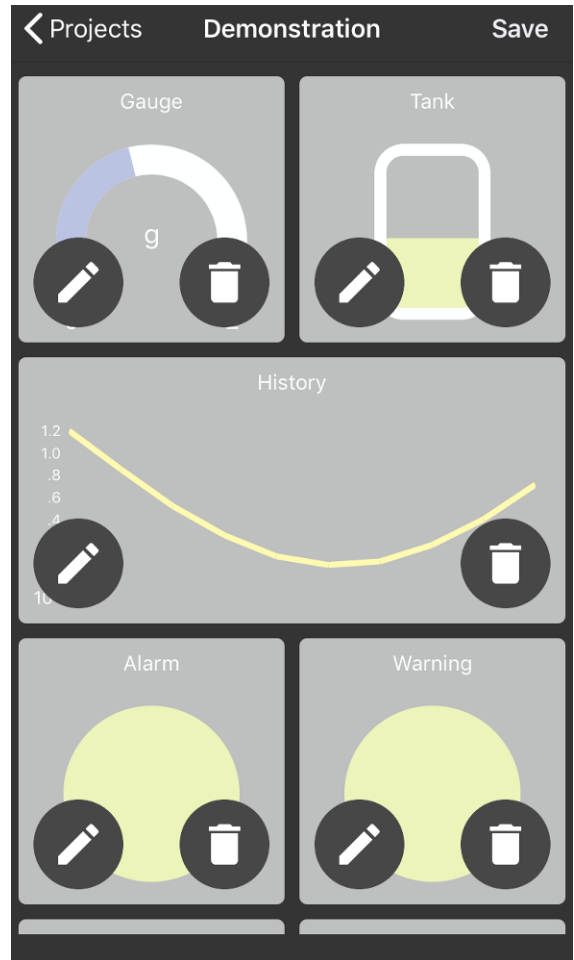 Projects Demonstration Save
Gauge
Tank
g
History
1.2
1.0
.8
.6
.4
Alarm
Warning